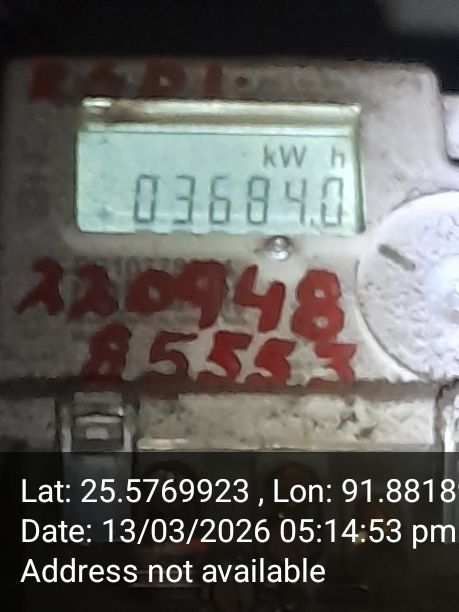 kW h
03684.0
220948
85553
Lat: 25.5769923 , Lon: 91.8818
Date: 13/03/2026 05:14:53 pm
Address not available